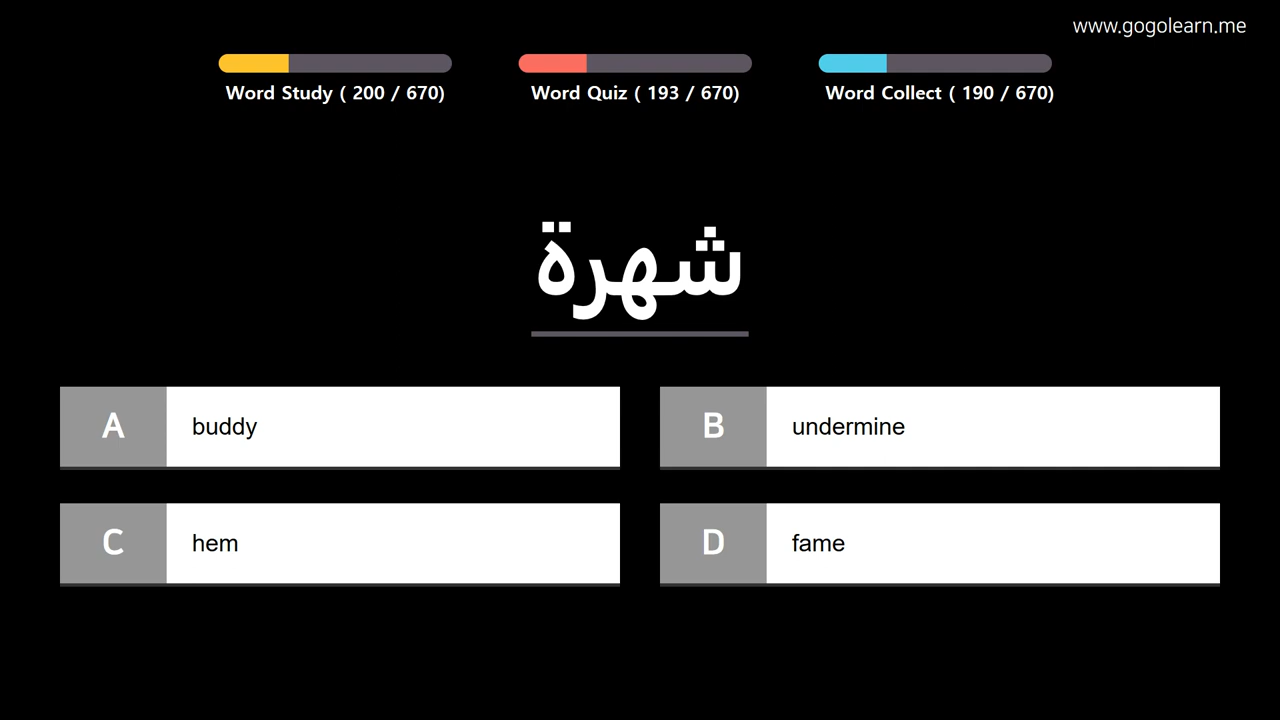 www.gogolearn.me
Word Study ( 200 / 670)
Word Quiz ( 193 / 670)
Word Collect ( 190 / 670)
شهرة
A buddy
B undermine
C hem
D fame